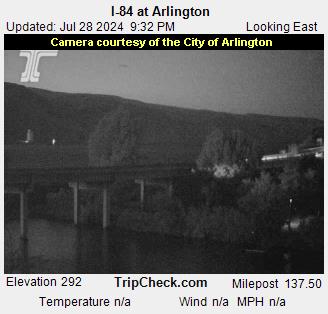 I-84 at Arlington
Updated: Jul 28 2024 9:32 PM Looking East
Camera courtesy of the City of Arlington
Elevation 292 TripCheck.com Milepost 137.50
Temperature n/a Wind n/a MPH n/a